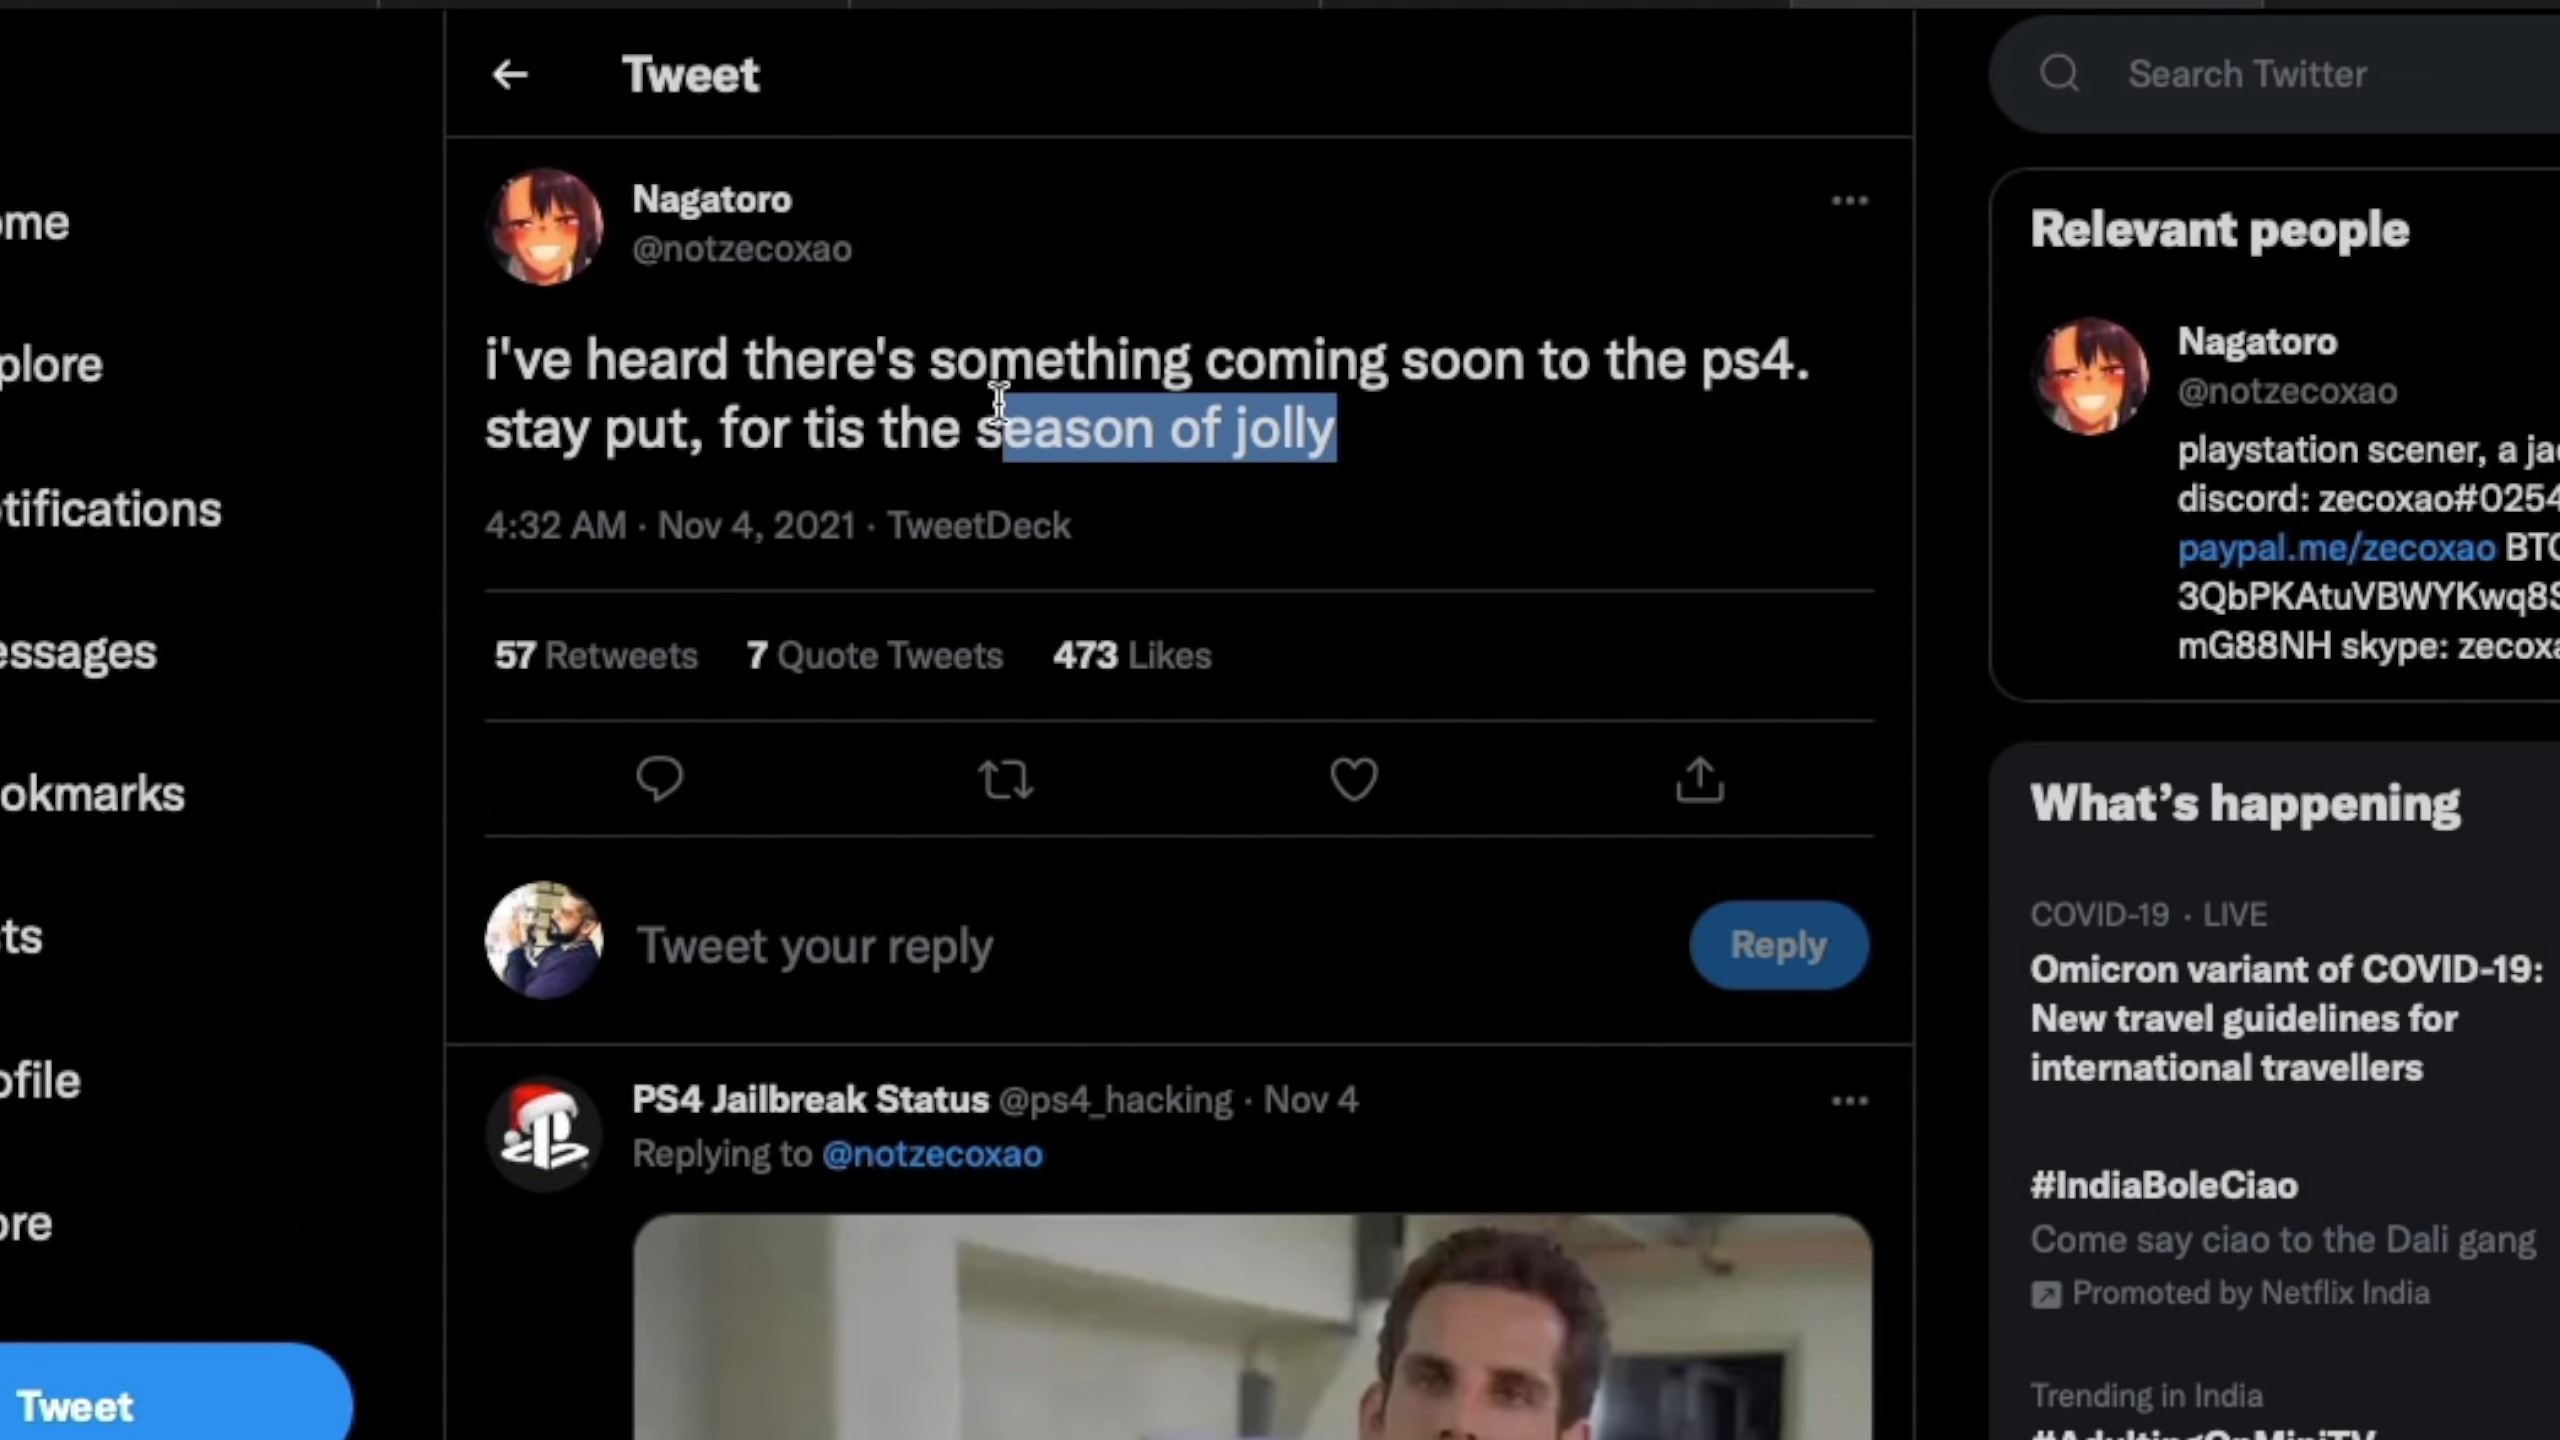 Tweet
Search Twitter
Nagatoro
@notzecoxao
i've heard there's something coming soon to the ps4.
stay put, for tis the season of jolly
4:32 AM · Nov 4, 2021 · TweetDeck
57 Retweets 7 Quote Tweets 473 Likes
Tweet your reply
Reply
PS4 Jailbreak Status @ps4_hacking · Nov 4
Replying to @notzecoxao
ome
plore
tifications
essages
okmarks
ts
ofile
ore
Tweet
Relevant people
Nagatoro
@notzecoxao
playstation scener, a ja
discord: zecoxao#0254
paypal.me/zecoxao BTC
3QbPKAtuVBWYKwq8S
mG88NH skype: zecoxa
What's happening
COVID-19 · LIVE
Omicron variant of COVID-19:
New travel guidelines for
international travellers
#IndiaBoleCiao
Come say ciao to the Dali gang
Promoted by Netflix India
Trending in India